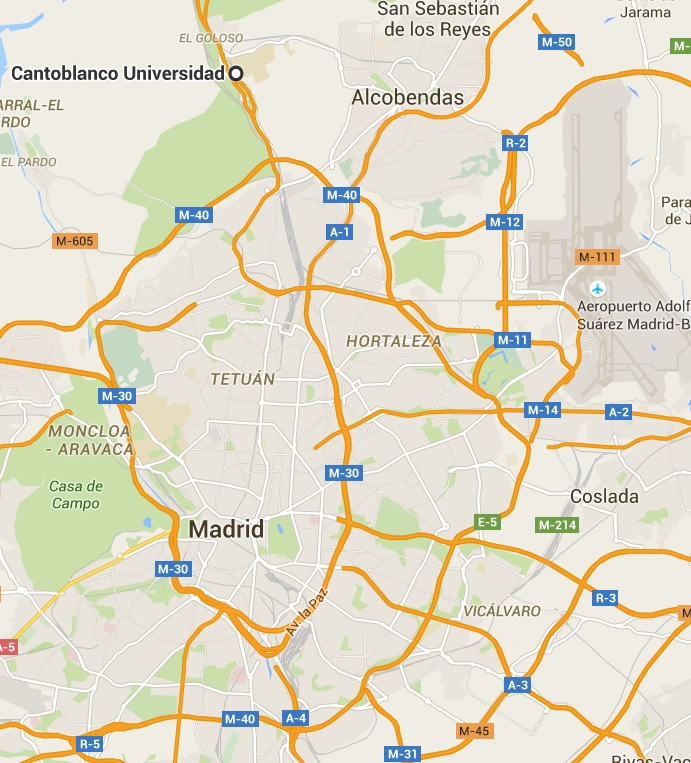 San Sebastián
de los Reyes
Jarama
EL GOLOSO
M-50
M-
Cantoblanco Universidad
ARRAL-EL
RDO
Alcobendas
EL PARDO
R-2
M-40
M-40
Para
de J
M-12
A-1
M-605
M-111
Aeropuerto Adolf
Suárez Madrid-B
HORTALEZA
M-11
TETUÁN
M-30
M-14
A-2
MONCLOA
- ARAVACA
M-30
Casa de
Campo
Coslada
Madrid
E-5
M-214
M-30
R-3
Av. la Paz
VICÁLVARO
M
A-5
A-3
M-40
A-4
M-45
R-5
M-31
Rivas-Vac